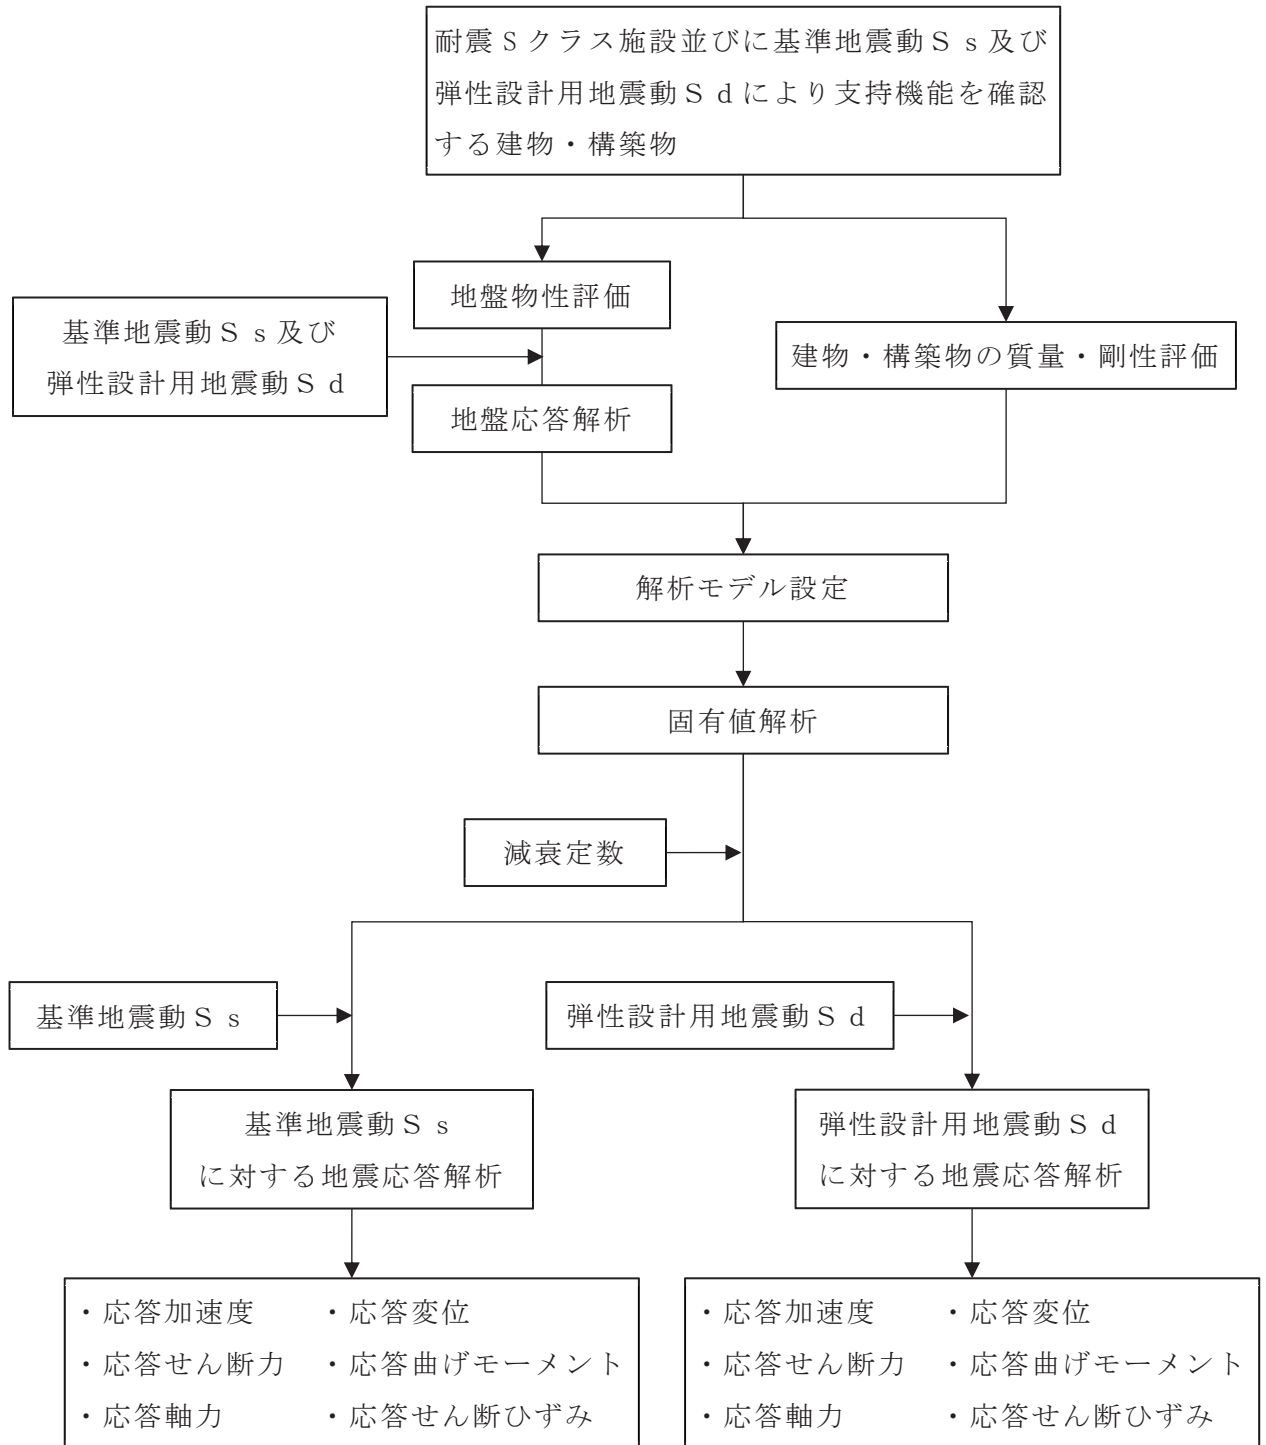 耐震Sクラス施設並びに基準地震動Ss及び
弾性設計用地震動Sdにより支持機能を確認
する建物・構築物
地盤物性評価
基準地震動Ss及び
弾性設計用地震動Sd
建物・構築物の質量・剛性評価
地盤応答解析
解析モデル設定
固有値解析
減衰定数
基準地震動Ss
弾性設計用地震動Sd
基準地震動Ss
に対する地震応答解析
弾性設計用地震動Sd
に対する地震応答解析
・応答加速度 ・応答変位
・応答せん断力 ・応答曲げモーメント
・応答軸力 ・応答せん断ひずみ
・応答加速度 ・応答変位
・応答せん断力 ・応答曲げモーメント
・応答軸力 ・応答せん断ひずみ